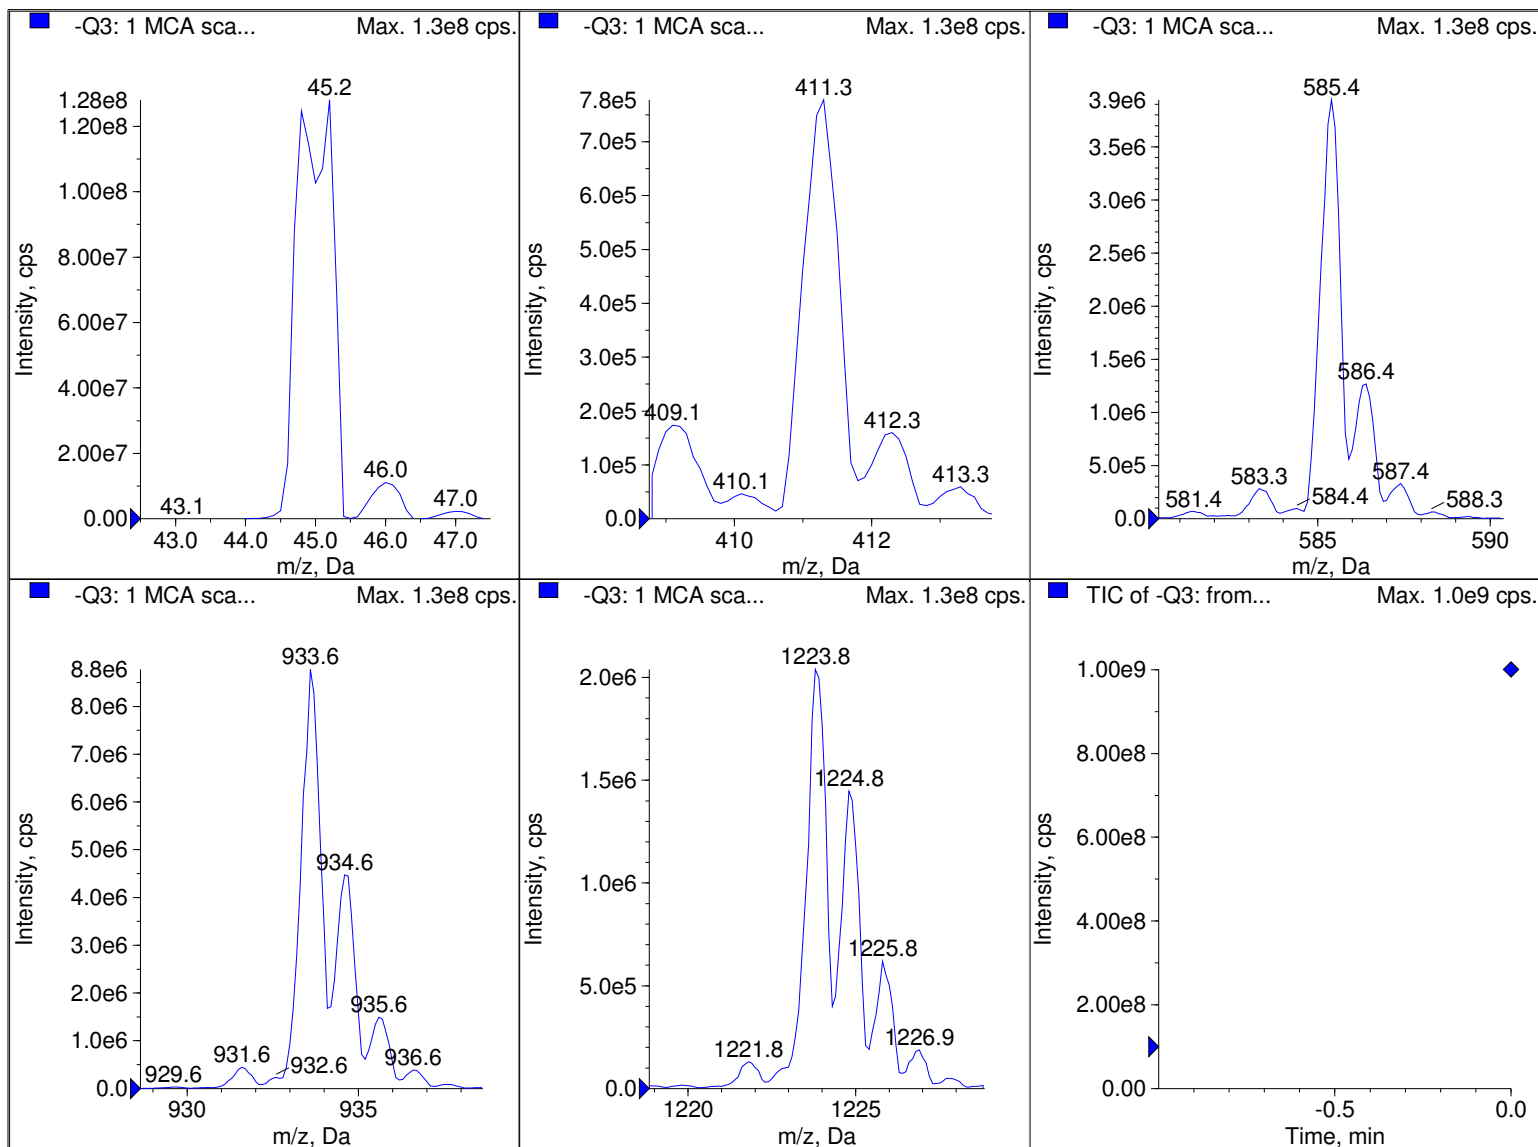 -Q3: 1 MCA sca... Max. 1.3e8 cps.
45.2
1.28e8
1.20e8
1.00e8
8.00e7
6.00e7
4.00e7
2.00e7
0.00
43.1
46.0
47.0
43.0 44.0 45.0 46.0 47.0
m/z, Da
Intensity, cps
-Q3: 1 MCA sca... Max. 1.3e8 cps.
411.3
7.8e5
7.0e5
6.0e5
5.0e5
4.0e5
3.0e5
2.0e5
1.0e5
0.0
409.1
410.1
412.3
413.3
410 412
m/z, Da
Intensity, cps
-Q3: 1 MCA sca... Max. 1.3e8 cps.
585.4
3.9e6
3.5e6
3.0e6
2.5e6
2.0e6
1.5e6
1.0e6
5.0e5
0.0
586.4
587.4
581.4
583.3
584.4
588.3
585 590
m/z, Da
Intensity, cps
-Q3: 1 MCA sca... Max. 1.3e8 cps.
933.6
8.8e6
8.0e6
7.0e6
6.0e6
5.0e6
4.0e6
3.0e6
2.0e6
1.0e6
0.0
934.6
935.6
929.6
931.6
932.6
936.6
930 935
m/z, Da
Intensity, cps
-Q3: 1 MCA sca... Max. 1.3e8 cps.
1223.8
2.0e6
1.5e6
1.0e6
5.0e5
0.0
1224.8
1225.8
1221.8
1226.9
1220 1225
m/z, Da
Intensity, cps
TIC of -Q3: from... Max. 1.0e9 cps.
1.00e9
8.00e8
6.00e8
4.00e8
2.00e8
0.00
-0.5 0.0
Time, min
Intensity, cps